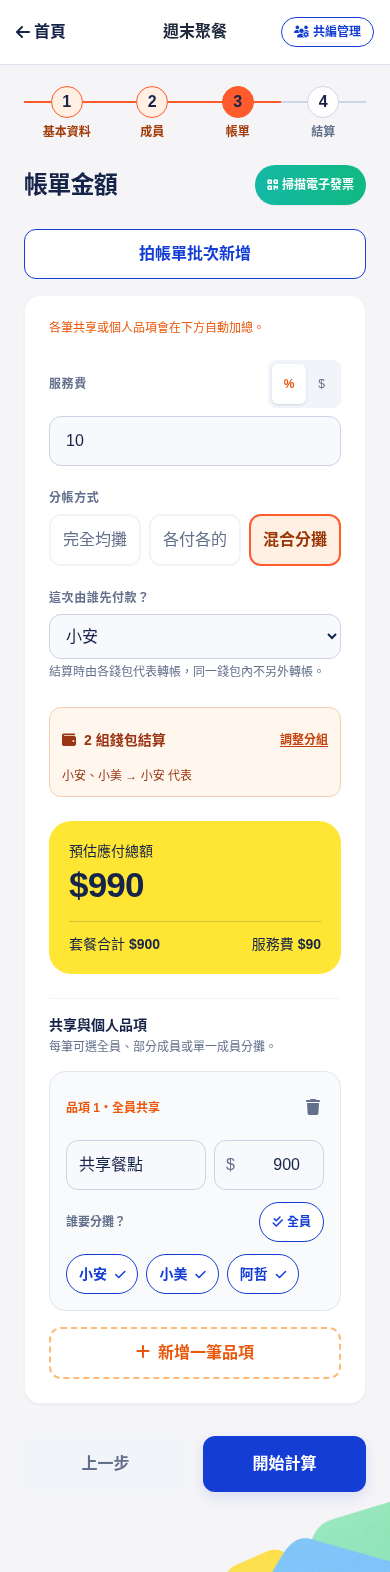 首頁
週末聚餐
共編管理
1
2
3
4
基本資料
成員
帳單
結算
帳單金額
掃描電子發票
拍帳單批次新增
各筆共享或個人品項會在下方自動加總。
服務費
%
$
10
分帳方式
完全均攤
各付各的
混合分攤
這次由誰先付款？
小安
結算時由各錢包代表轉帳，同一錢包內不另外轉帳。
2 組錢包結算
調整分組
小安、小美 → 小安 代表
預估應付總額
$990
套餐合計 $900
服務費 $90
共享與個人品項
每筆可選全員、部分成員或單一成員分攤。
品項 1・全員共享
共享餐點
$ 900
誰要分攤？
全員
小安
小美
阿哲
新增一筆品項
上一步
開始計算